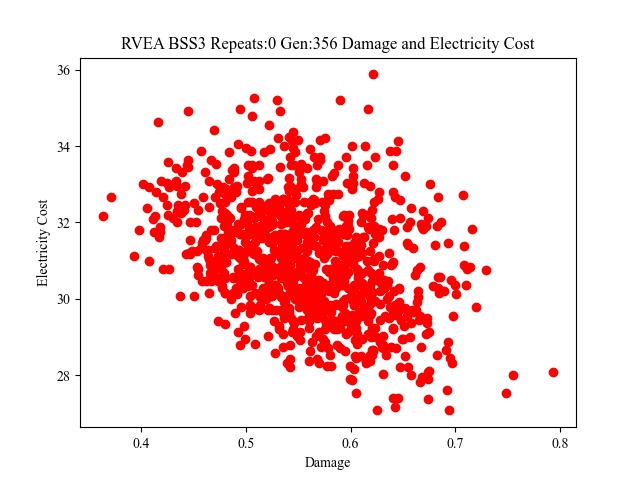 RVEA BSS3 Repeats:0 Gen:356 Damage and Electricity Cost
36
34
32
30
28
Electricity Cost
0.4 0.5 0.6 0.7 0.8
Damage